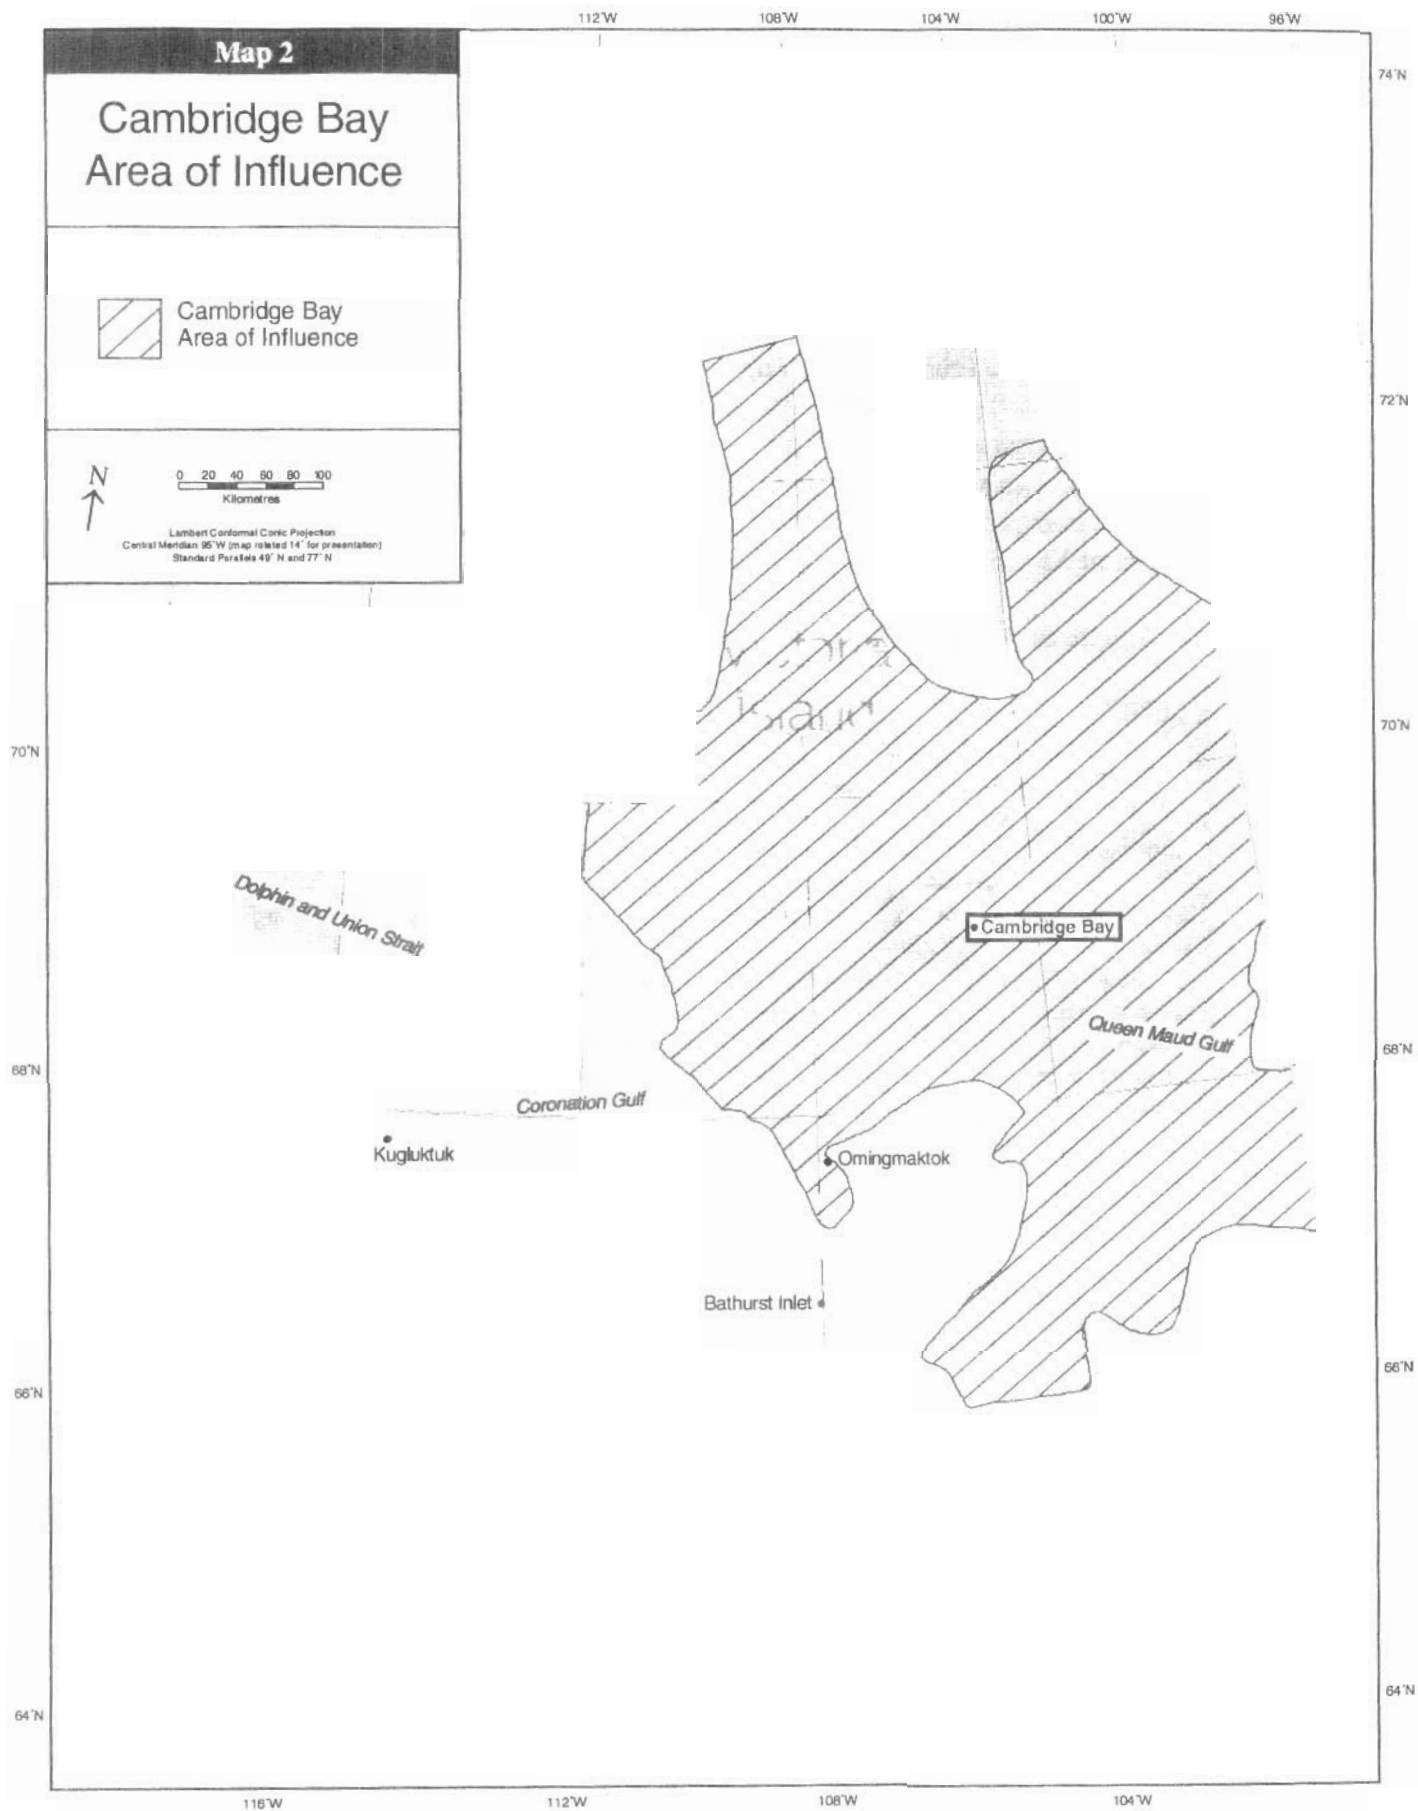 112°W 108°W 104°W 100°W 96°W
Map 2
74°N
Cambridge Bay
Area of Influence
Cambridge Bay
Area of Influence
72°N
N
0 20 40 60 80 100
Kilometres
Lambert Conformal Conic Projection
Central Meridian 95°W (map rotated 14° for presentation)
Standard Parallels 49° N and 77° N
70°N
70°N
Dolphin and Union Strait
Cambridge Bay
Queen Maud Gulf
68°N
68°N
Coronation Gulf
Kugluktuk
Omingmaktok
Bathurst Inlet
66°N
66°N
64°N
64°N
116°W 112°W 108°W 104°W